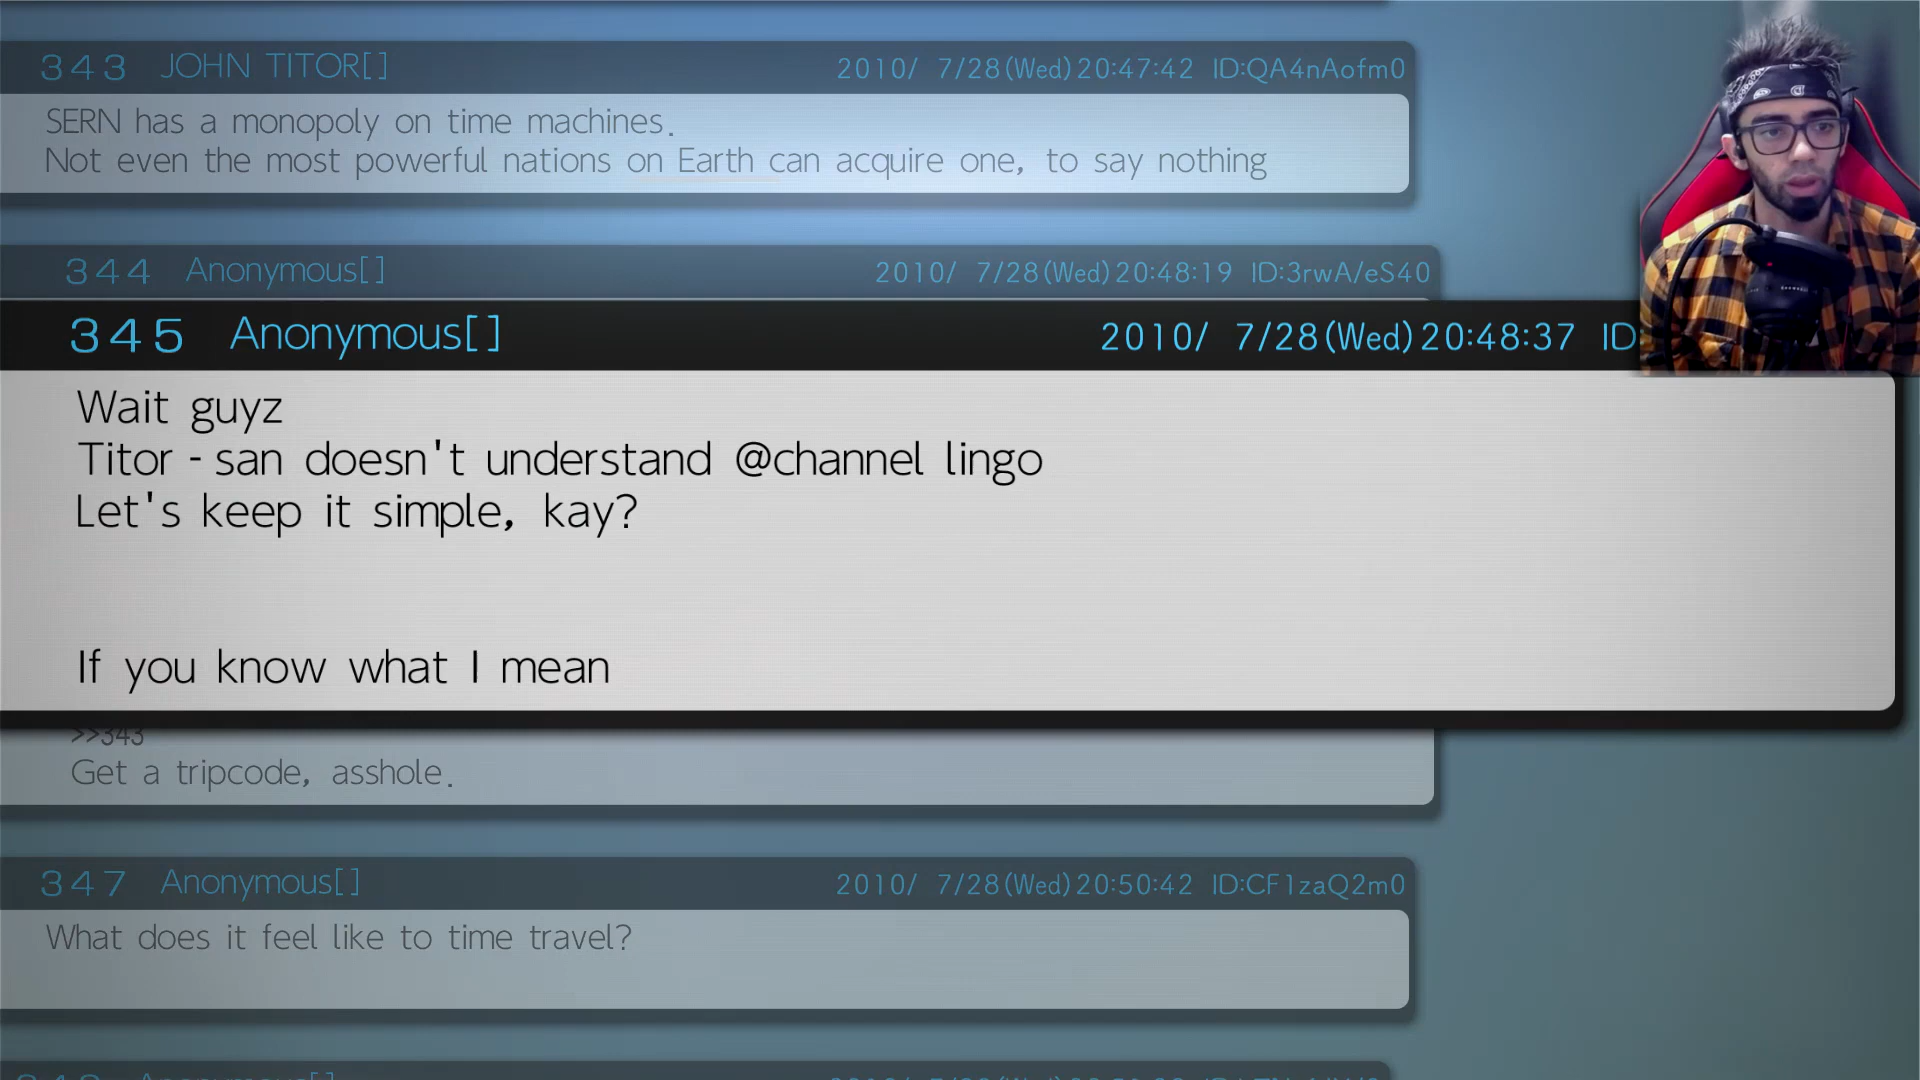 343 JOHN TITOR[] 2010/ 7/28(Wed)20:47:42 ID:QA4nAofm0
SERN has a monopoly on time machines.
Not even the most powerful nations on Earth can acquire one, to say nothing
344 Anonymous[] 2010/ 7/28(Wed)20:48:19 ID:3rwA/eS40
345 Anonymous[] 2010/ 7/28(Wed)20:48:37 ID
Wait guyz
Titor-san doesn't understand @channel lingo
Let's keep it simple, kay?
If you know what I mean
>>343
Get a tripcode, asshole.
347 Anonymous[] 2010/ 7/28(Wed)20:50:42 ID:CF1zaQ2m0
What does it feel like to time travel?